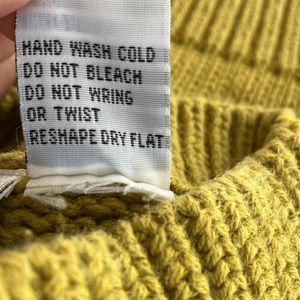 HAND WASH COLD
DO NOT BLEACH
DO NOT WRING
OR TWIST
RESHAPE DRY FLAT